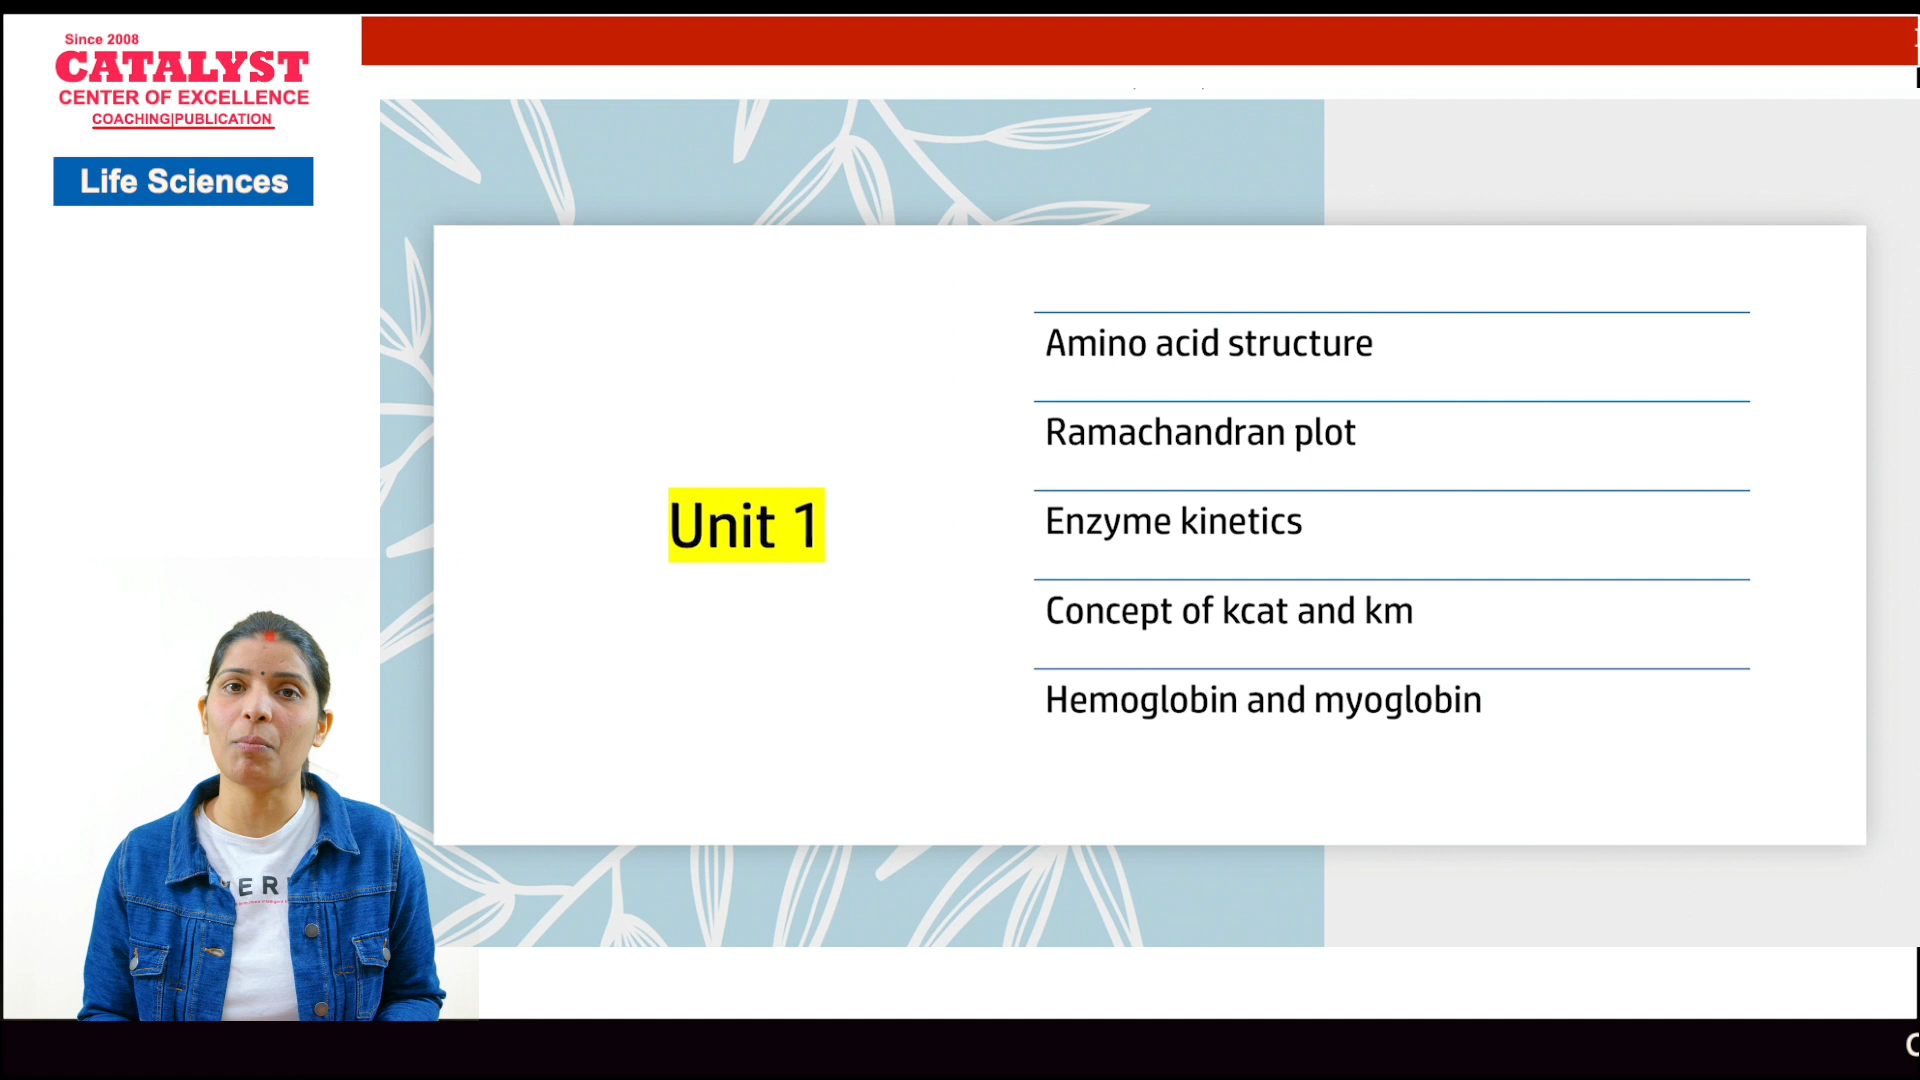 Since 2008
CATALYST
CENTER OF EXCELLENCE
COACHING|PUBLICATION
Life Sciences
Unit 1
Amino acid structure
Ramachandran plot
Enzyme kinetics
Concept of kcat and km
Hemoglobin and myoglobin